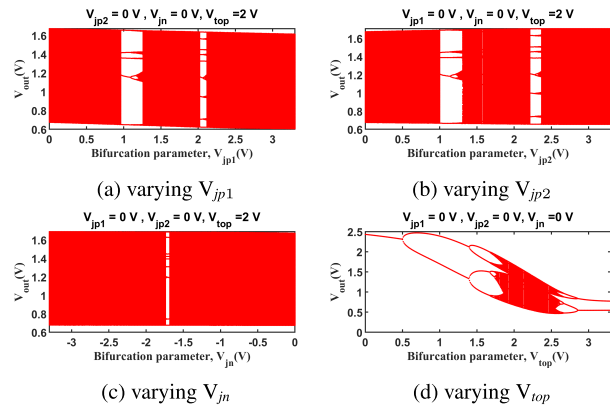 V_jp2 = 0 V , V_jn = 0 V, V_top =2 V
V_out(V)
1.6
1.4
1.2
1
0.8
0.6
0 0.5 1 1.5 2 2.5 3
Bifurcation parameter, V_jp1(V)
(a) varying V_jp1
V_jp1 = 0 V , V_jn = 0 V, V_top =2 V
V_out(V)
1.6
1.4
1.2
1
0.8
0.6
0 0.5 1 1.5 2 2.5 3
Bifurcation parameter, V_jp2(V)
(b) varying V_jp2
V_jp1 = 0 V , V_jp2 = 0 V, V_top =2 V
V_out(V)
1.6
1.4
1.2
1
0.8
0.6
-3 -2.5 -2 -1.5 -1 -0.5 0
Bifurcation parameter, V_jn(V)
(c) varying V_jn
V_jp1 = 0 V , V_jp2 = 0 V, V_jn =0 V
V_out(V)
2.5
2
1.5
1
0.5
0
0 0.5 1 1.5 2 2.5 3
Bifurcation parameter, V_top(V)
(d) varying V_top